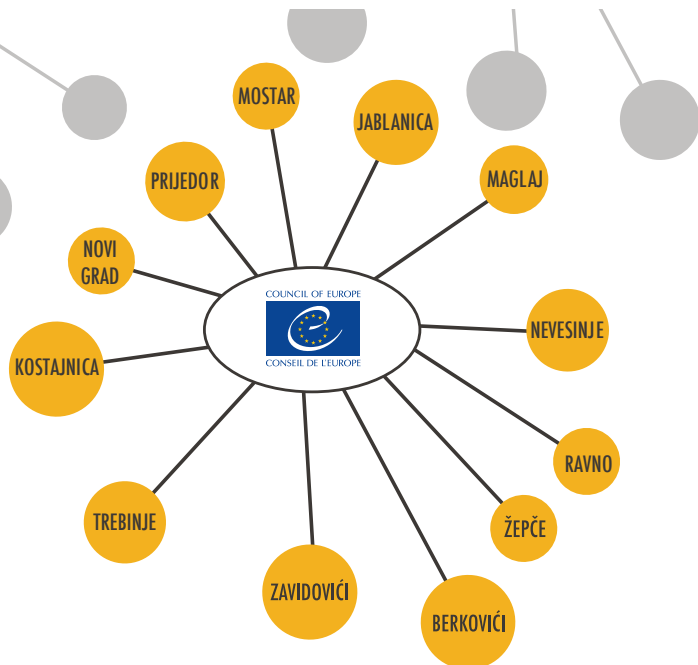 MOSTAR
JABLANICA
PRIJEDOR
MAGLAJ
NOVI
GRAD
COUNCIL OF EUROPE
CONSEIL DE L'EUROPE
NEVESINJE
KOSTAJNICA
RAVNO
TREBINJE
ŽEPČE
ZAVIDOVIĆI
BERKOVIĆI